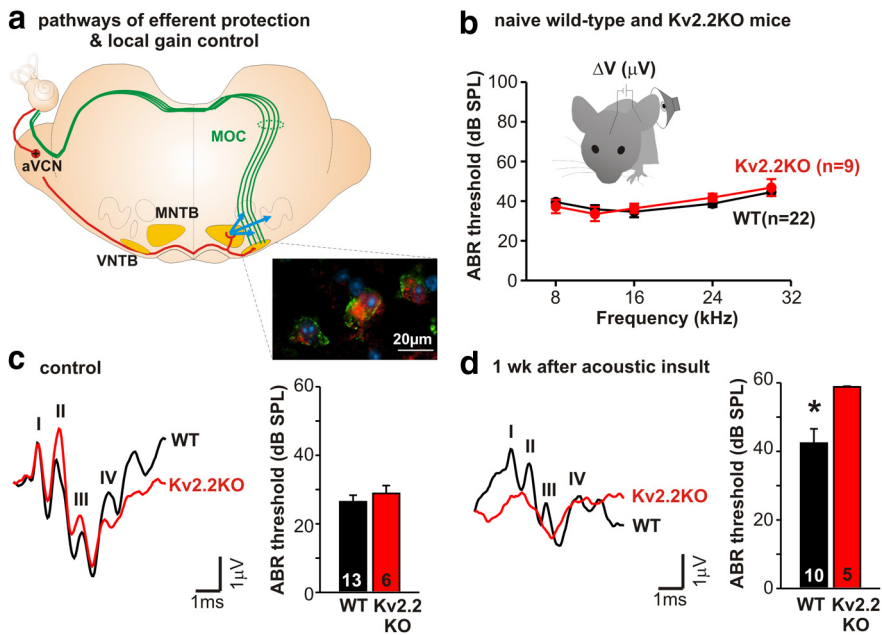 a pathways of efferent protection
& local gain control
MOC
aVCN
MNTB
VNTB
20µm
b naive wild-type and Kv2.2KO mice
ΔV (µV)
ABR threshold (dB SPL)
100
80
60
40
20
0
Kv2.2KO (n=9)
WT(n=22)
8
16
24
32
Frequency (kHz)
c control
I
II
III
IV
WT
Kv2.2KO
1µV
1ms
ABR threshold (dB SPL)
60
40
20
0
13
6
WT Kv2.2
KO
d 1 wk after acoustic insult
I
II
III
IV
Kv2.2KO
WT
1µV
1ms
ABR threshold (dB SPL)
60
40
20
0
*
10
5
WT Kv2.2
KO